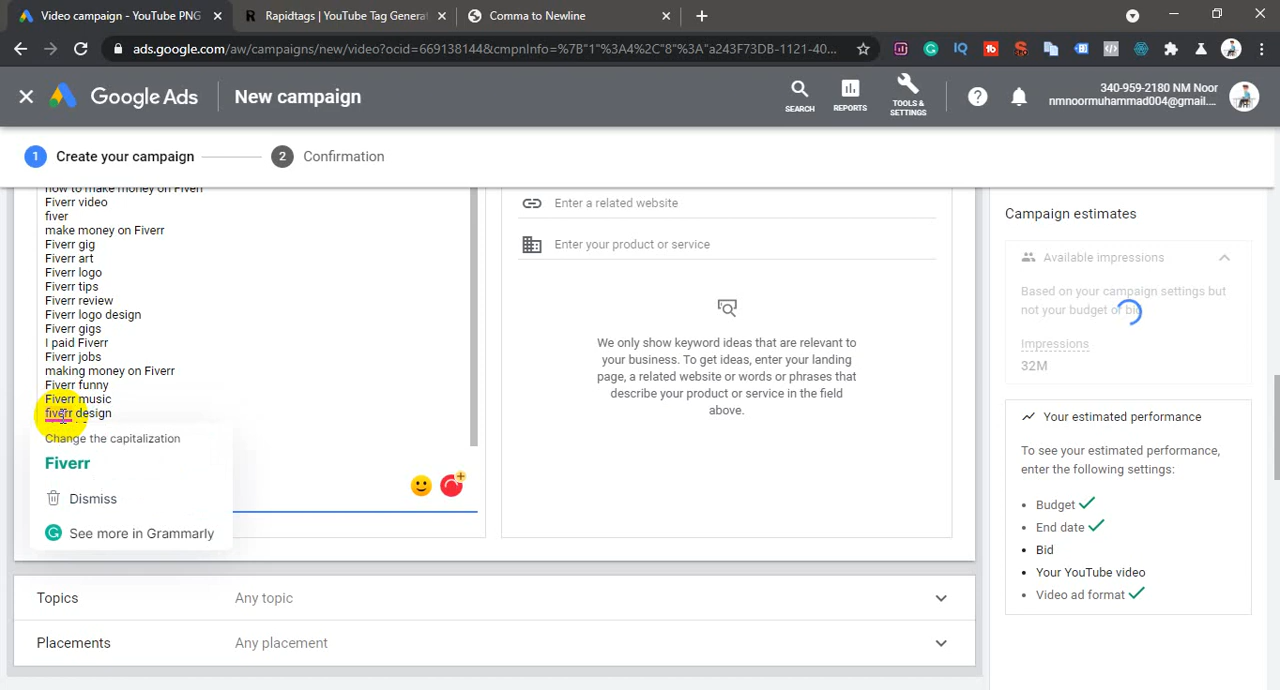 Video campaign - YouTube PNG
Rapidtags | YouTube Tag Genera
Comma to Newline
ads.google.com/aw/campaigns/new/video?ocid=669138144&cmpnInfo=%7B"1"%3A4%2C"8"%3A"a243F73DB-1121-40...
Google Ads
New campaign
SEARCH
REPORTS
TOOLS &
SETTINGS
340-959-2180 NM Noor
nmnoormuhammad004@gmail....
1 Create your campaign
2 Confirmation
how to make money on Fiverr
Fiverr video
fiver
make money on Fiverr
Fiverr gig
Fiverr art
Fiverr logo
Fiverr tips
Fiverr review
Fiverr logo design
Fiverr gigs
I paid Fiverr
Fiverr jobs
making money on Fiverr
Fiverr funny
Fiverr music
fiverr design
Change the capitalization
Fiverr
Dismiss
See more in Grammarly
Enter a related website
Enter your product or service
We only show keyword ideas that are relevant to
your business. To get ideas, enter your landing
page, a related website or words or phrases that
describe your product or service in the field
above.
Topics
Any topic
Placements
Any placement
Campaign estimates
Available impressions
Based on your campaign settings but
not your budget or bid
Impressions
32M
Your estimated performance
To see your estimated performance,
enter the following settings:
Budget
End date
Bid
Your YouTube video
Video ad format